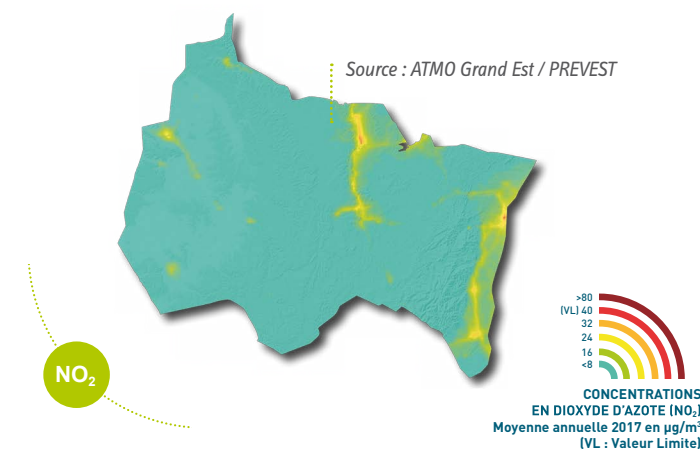 Source : ATMO Grand Est / PREVEST
NO₂
>80
(VL) 40
32
24
16
<8
CONCENTRATIONS
EN DIOXYDE D'AZOTE (NO₂)
Moyenne annuelle 2017 en µg/m³
(VL : Valeur Limite)